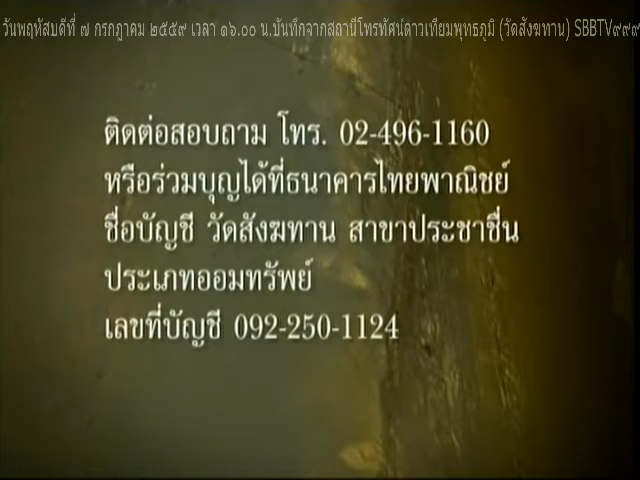 วันพฤหัสบดีที่ ๗ กรกฎาคม ๒๕๕๙ เวลา ๑๖.๐๐ น.บันทึกจากสถานีโทรทัศน์ดาวเทียมพุทธภูมิ (วัดสังฆทาน) SBBTV๙๙๙
ติดต่อสอบถาม โทร. 02-496-1160
หรือร่วมบุญได้ที่ธนาคารไทยพาณิชย์
ชื่อบัญชี วัดสังฆทาน สาขาประชาชื่น
ประเภทออมทรัพย์
เลขที่บัญชี 092-250-1124